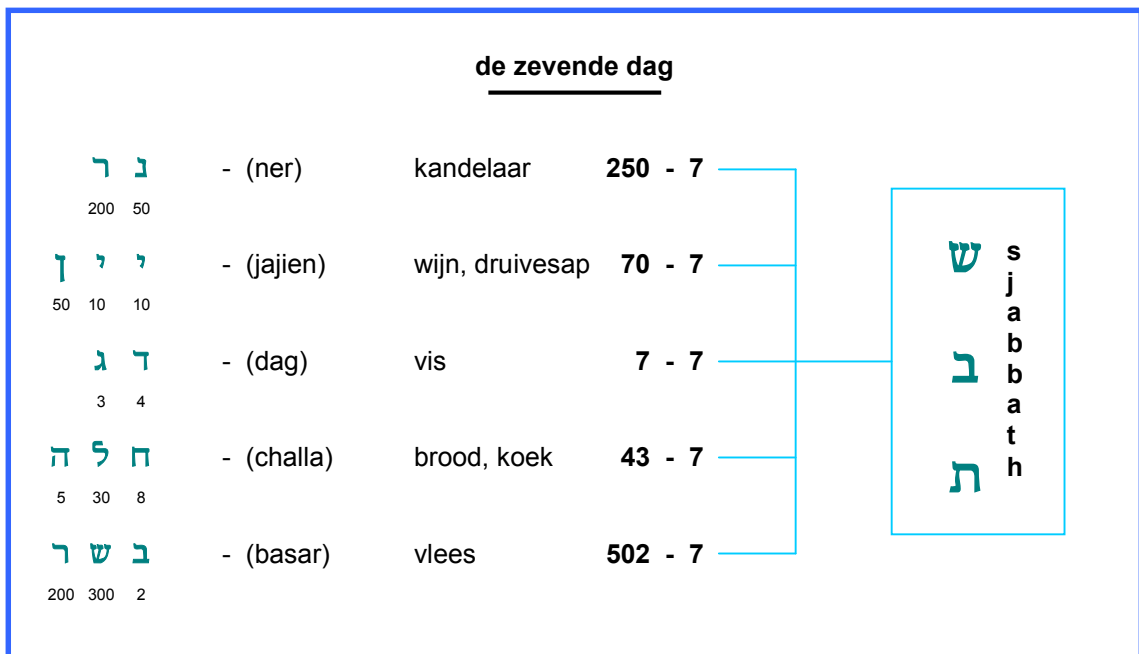 de zevende dag
נר - (ner) kandelaar 250 - 7
200 50
יין - (jajien) wijn, druivesap 70 - 7
50 10 10
דג - (dag) vis 7 - 7
3 4
חלה - (challa) brood, koek 43 - 7
5 30 8
בשר - (basar) vlees 502 - 7
200 300 2
ש
ב
ת
sjabbath